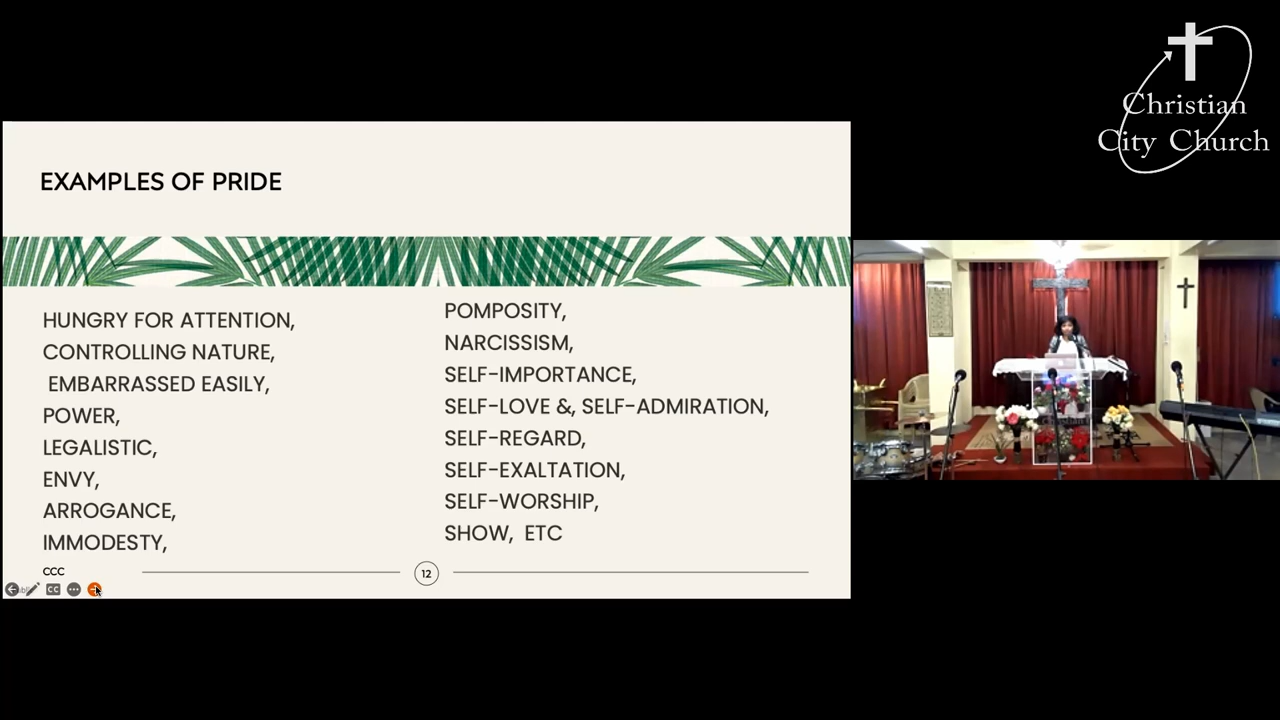 EXAMPLES OF PRIDE
HUNGRY FOR ATTENTION,
CONTROLLING NATURE,
EMBARRASSED EASILY,
POWER,
LEGALISTIC,
ENVY,
ARROGANCE,
IMMODESTY,
POMPOSITY,
NARCISSISM,
SELF-IMPORTANCE,
SELF-LOVE &, SELF-ADMIRATION,
SELF-REGARD,
SELF-EXALTATION,
SELF-WORSHIP,
SHOW, ETC
CCC
12
CC
Christian
City Church